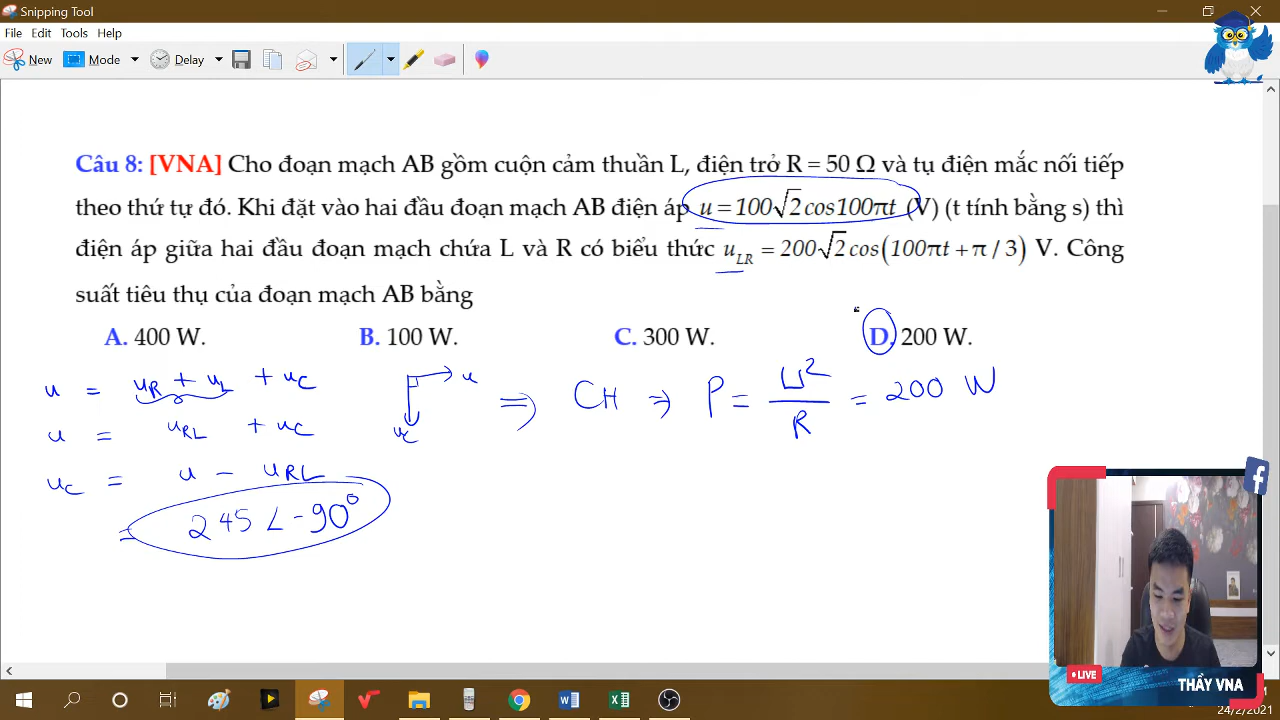 Snipping Tool
File Edit Tools Help
New Mode Delay
Câu 8: [VNA] Cho đoạn mạch AB gồm cuộn cảm thuần L, điện trở R = 50 Ω và tụ điện mắc nối tiếp
theo thứ tự đó. Khi đặt vào hai đầu đoạn mạch AB điện áp u = 100√2cos100πt (V) (t tính bằng s) thì
điện áp giữa hai đầu đoạn mạch chứa L và R có biểu thức u_LR = 200√2cos(100πt + π / 3) V. Công
suất tiêu thụ của đoạn mạch AB bằng
A. 400 W. B. 100 W. C. 300 W. D. 200 W.
u = u_R + u_L + u_C
u
u_C
⇒ CH ⇒ P = U²/R = 200 W
u = u_RL + u_C
u_C = u - u_RL
= 245 ∠ -90°
LIVE
THẦY VNA
24/2/2021